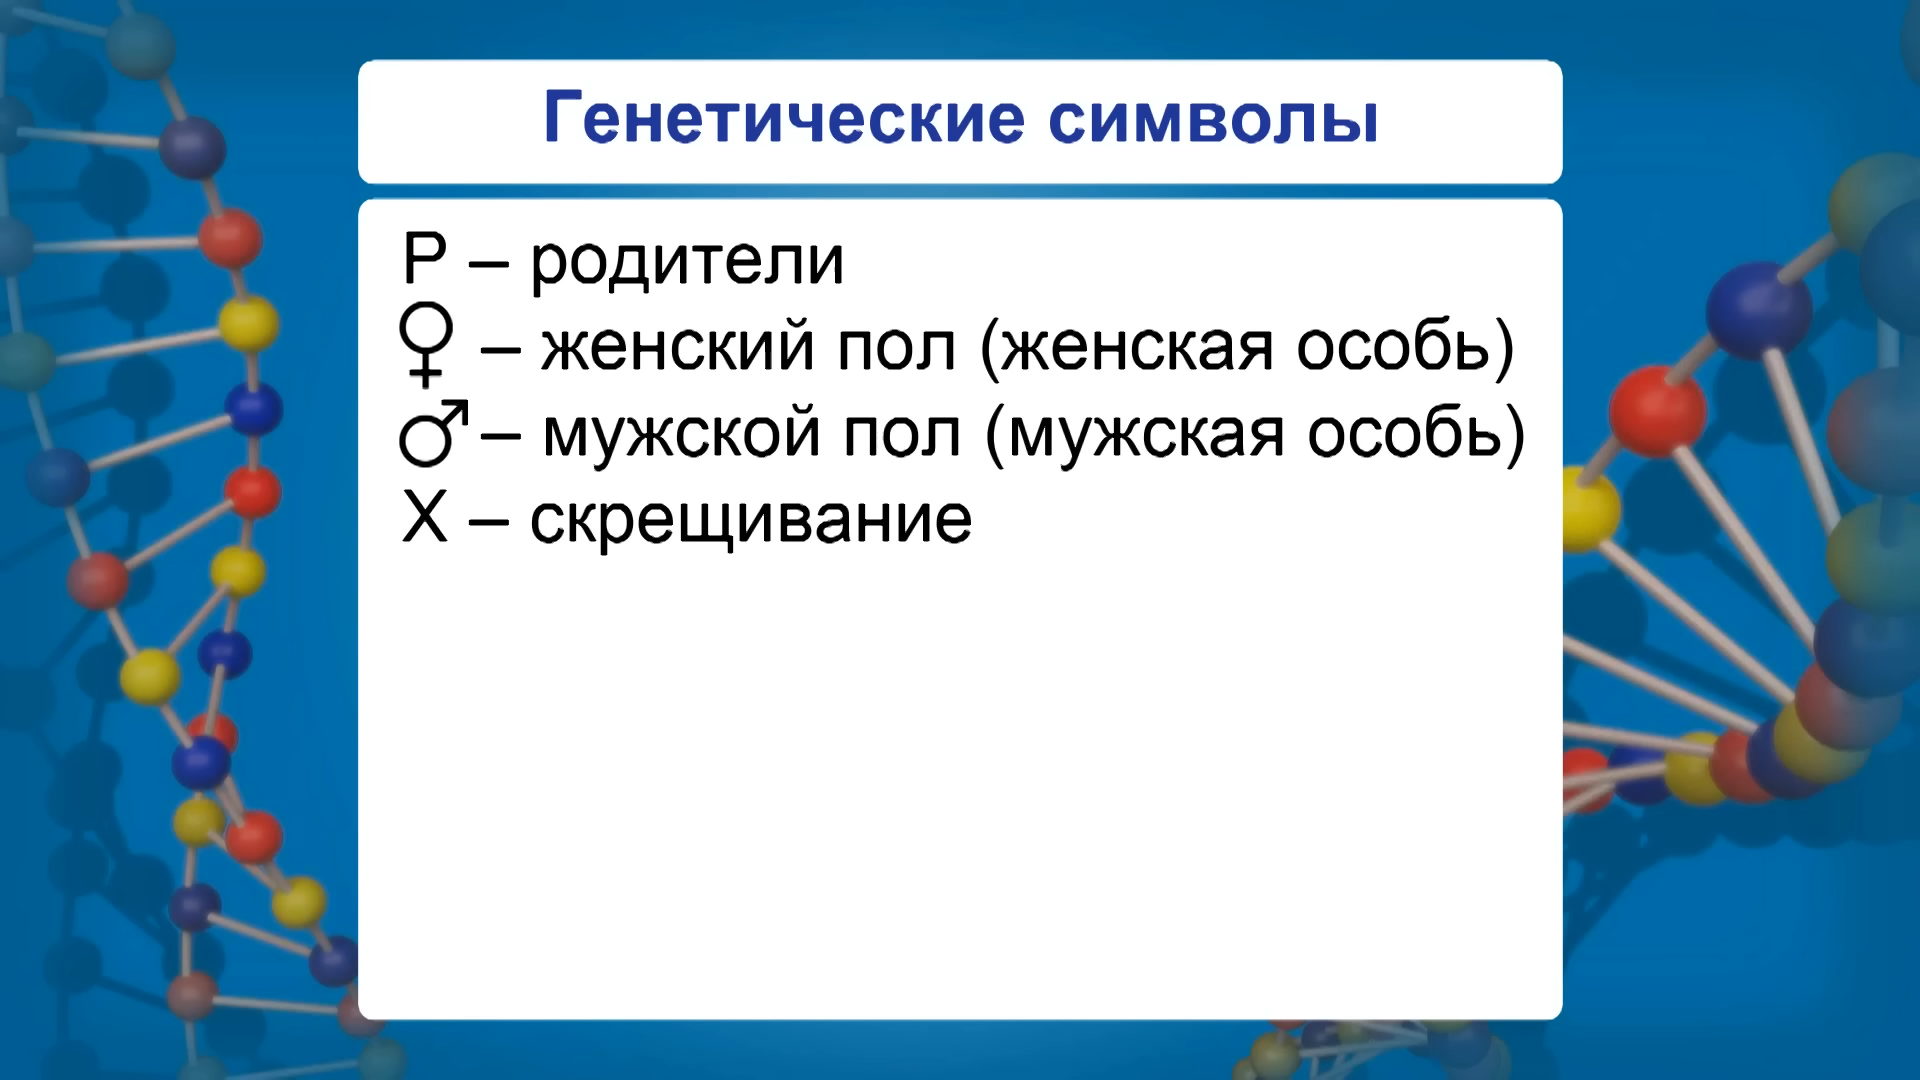 Генетические символы
Р – родители
♀ – женский пол (женская особь)
♂ – мужской пол (мужская особь)
Х – скрещивание